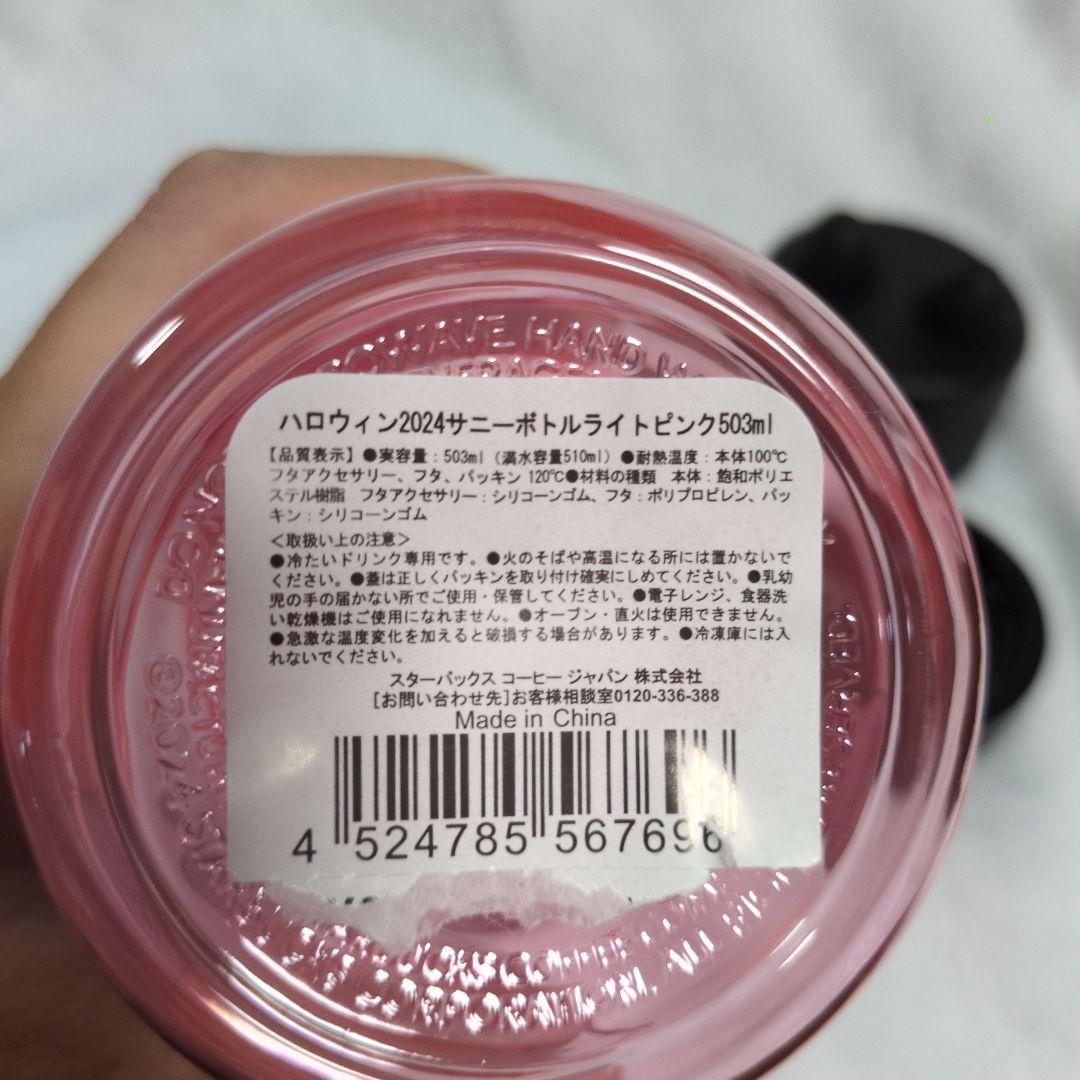 OWAVE HAND
ハロウィン2024サニーボトルライトピンク503ml
【品質表示】●実容量：503ml（満水容量510ml）●耐熱温度：本体100℃
フタアクセサリー、フタ、パッキン 120℃●材料の種類　本体：飽和ポリエ
ステル樹脂　フタアクセサリー：シリコーンゴム、フタ：ポリプロピレン、パッ
キン：シリコーンゴム
＜取扱い上の注意＞
●冷たいドリンク専用です。●火のそばや高温になる所には置かないで
ください。●蓋は正しくパッキンを取り付け確実にしめてください。●乳幼
児の手の届かない所でご使用・保管してください。●電子レンジ、食器洗
い乾燥機はご使用になれません。●オーブン・直火は使用できません。
●急激な温度変化を加えると破損する場合があります。●冷凍庫には入
れないでください。
スターバックス コーヒー ジャパン 株式会社
[お問い合わせ先]お客様相談室0120-336-388
Made in China
4 524785 567696
©2024
COFFEE
ALL
RESERVED.